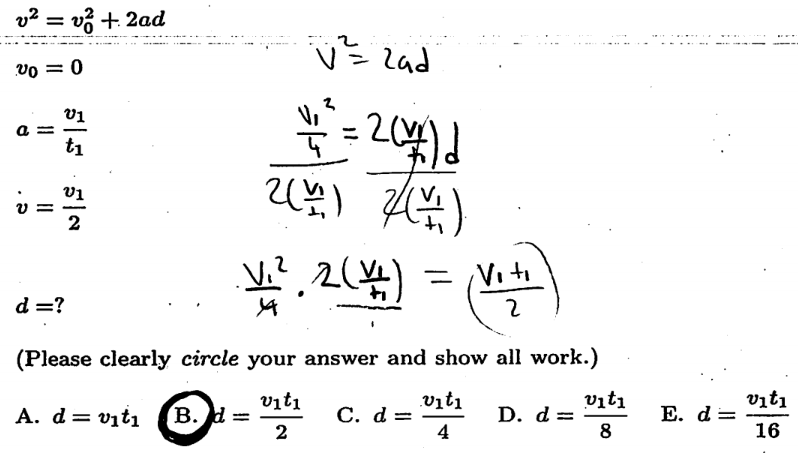 v² = v₀² + 2ad
v₀ = 0
v² = 2ad
a = v₁/t₁
v₁²/4 / 2(v₁/t₁) = 2(v₁/t₁)d / 2(v₁/t₁)
v = v₁/2
v₁²/4 · 2(v₁/t₁) = v₁t₁/2
d =?
(Please clearly circle your answer and show all work.)
A. d = v₁t₁ B. d = v₁t₁/2 C. d = v₁t₁/4 D. d = v₁t₁/8 E. d = v₁t₁/16